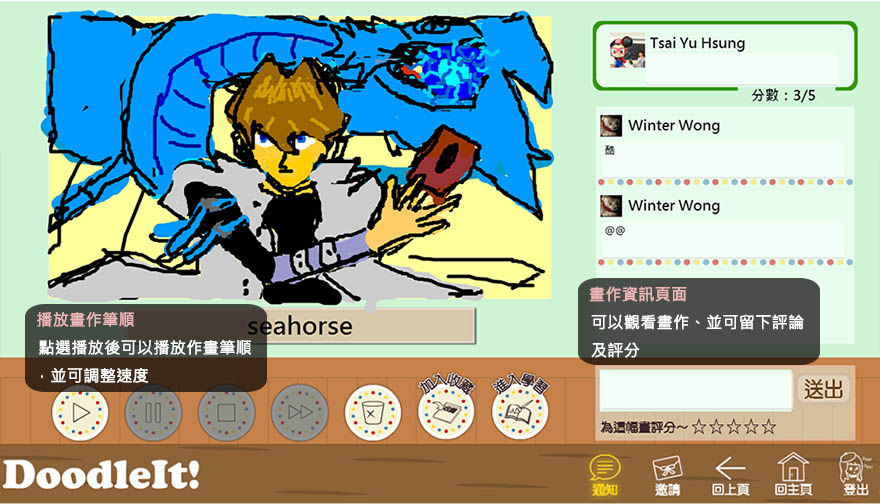 Tsai Yu Hsung
分數：3/5
Winter Wong
酷
Winter Wong
@@
seahorse
播放畫作筆順
點選播放後可以播放作畫筆順
，並可調整速度
畫作資訊頁面
可以觀看畫作、並可留下評論
及評分
加入收藏
進入學習
送出
為這幅畫評分~☆☆☆☆☆
DoodleIt!
通知
邀請
回上頁
回主頁
登出